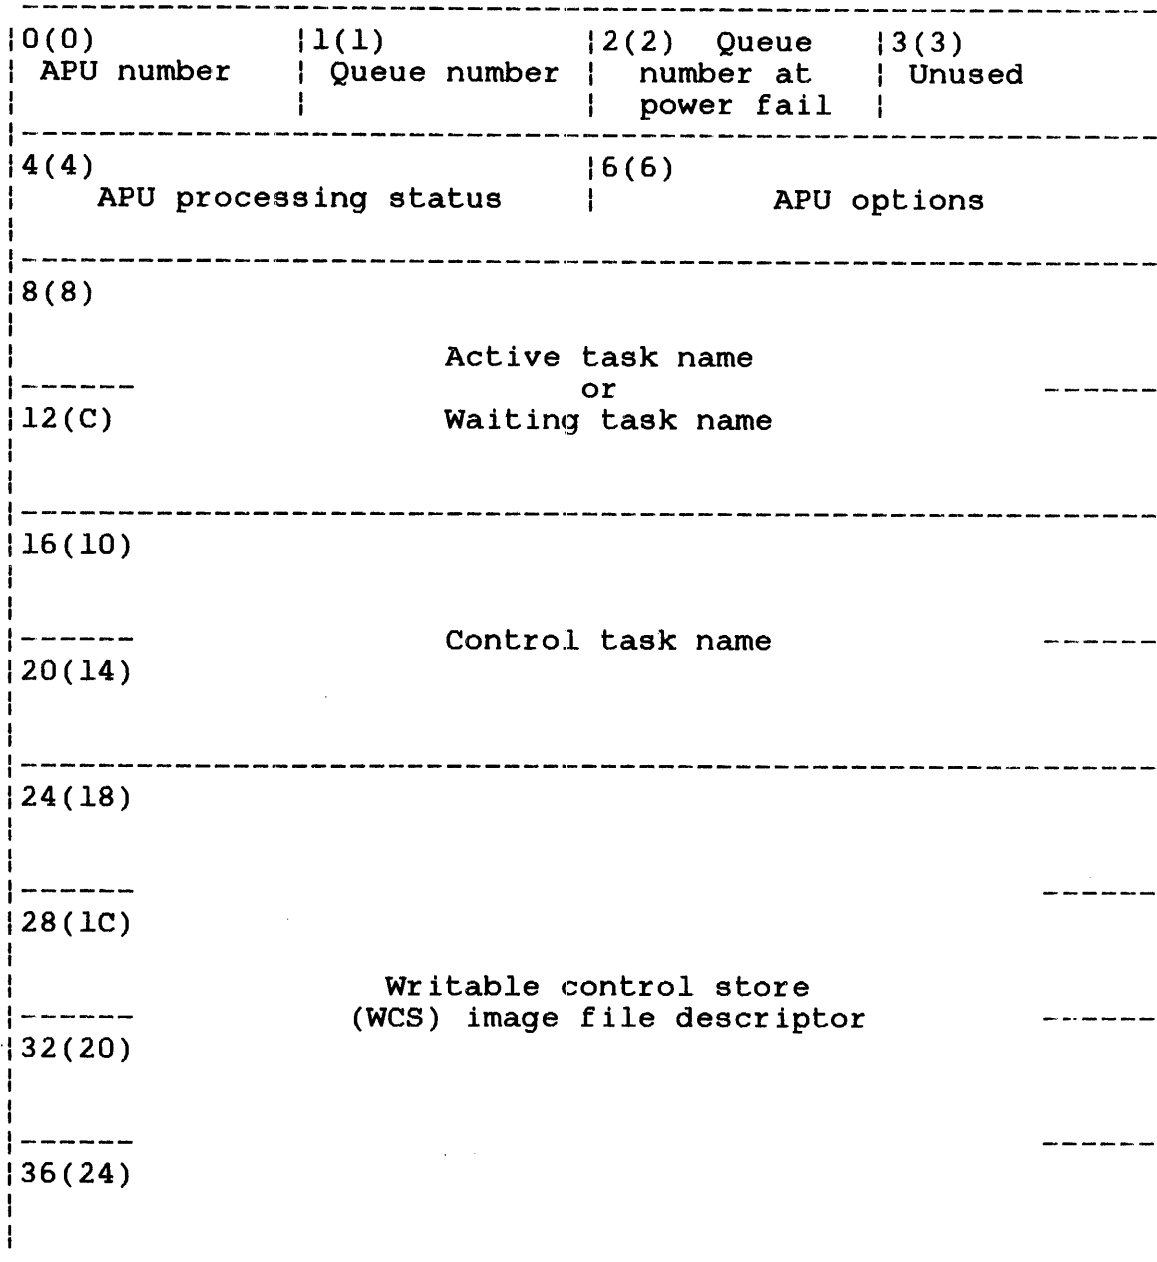 0(0) 1(1) 2(2) Queue 3(3)
APU number Queue number number at Unused
power fail
4(4) 6(6)
APU processing status APU options
8(8)
Active task name
or
12(C) Waiting task name
16(10)
Control task name
20(14)
24(18)
28(1C)
Writable control store
(WCS) image file descriptor
32(20)
36(24)